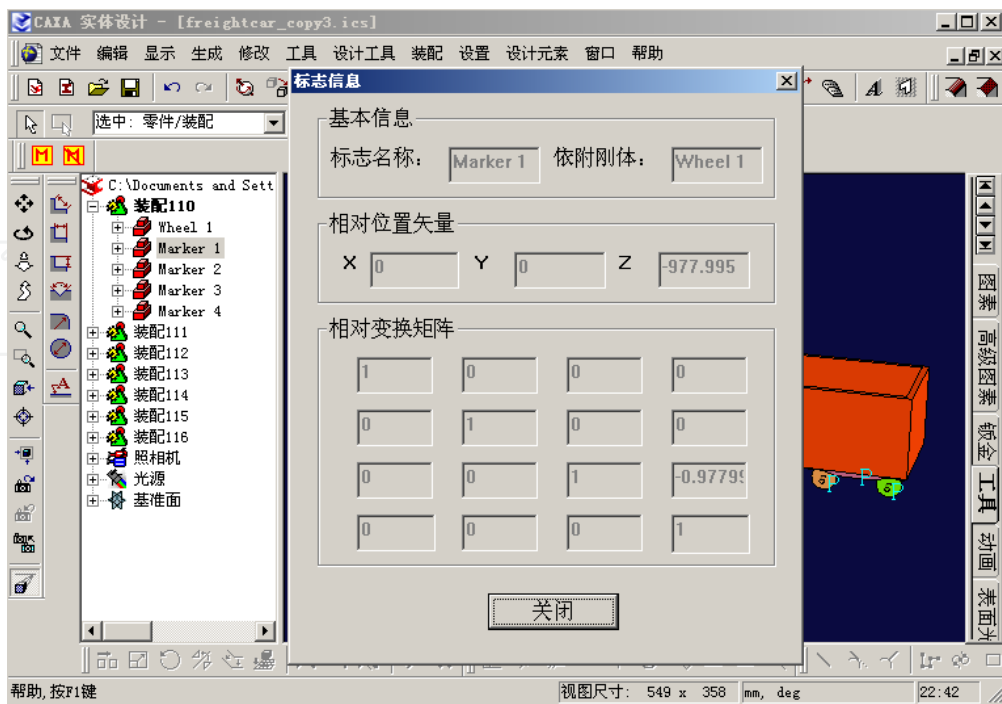 CAXA 实体设计 - [freightcar_copy3.ics]
文件 编辑 显示 生成 修改 工具 设计工具 装配 设置 设计元素 窗口 帮助
选中: 零件/装配
C:\Documents and Sett
装配110
Wheel 1
Marker 1
Marker 2
Marker 3
Marker 4
装配111
装配112
装配113
装配114
装配115
装配116
照相机
光源
基准面
标志信息
基本信息
标志名称: Marker 1 依附刚体: Wheel 1
相对位置矢量
X 0 Y 0 Z -977.995
相对变换矩阵
1 0 0 0
0 1 0 0
0 0 1 -0.97799
0 0 0 1
关闭
图素
高级图素
钣金
工具
动画
表面光
帮助, 按F1键
视图尺寸: 549 x 358 mm, deg 22:42